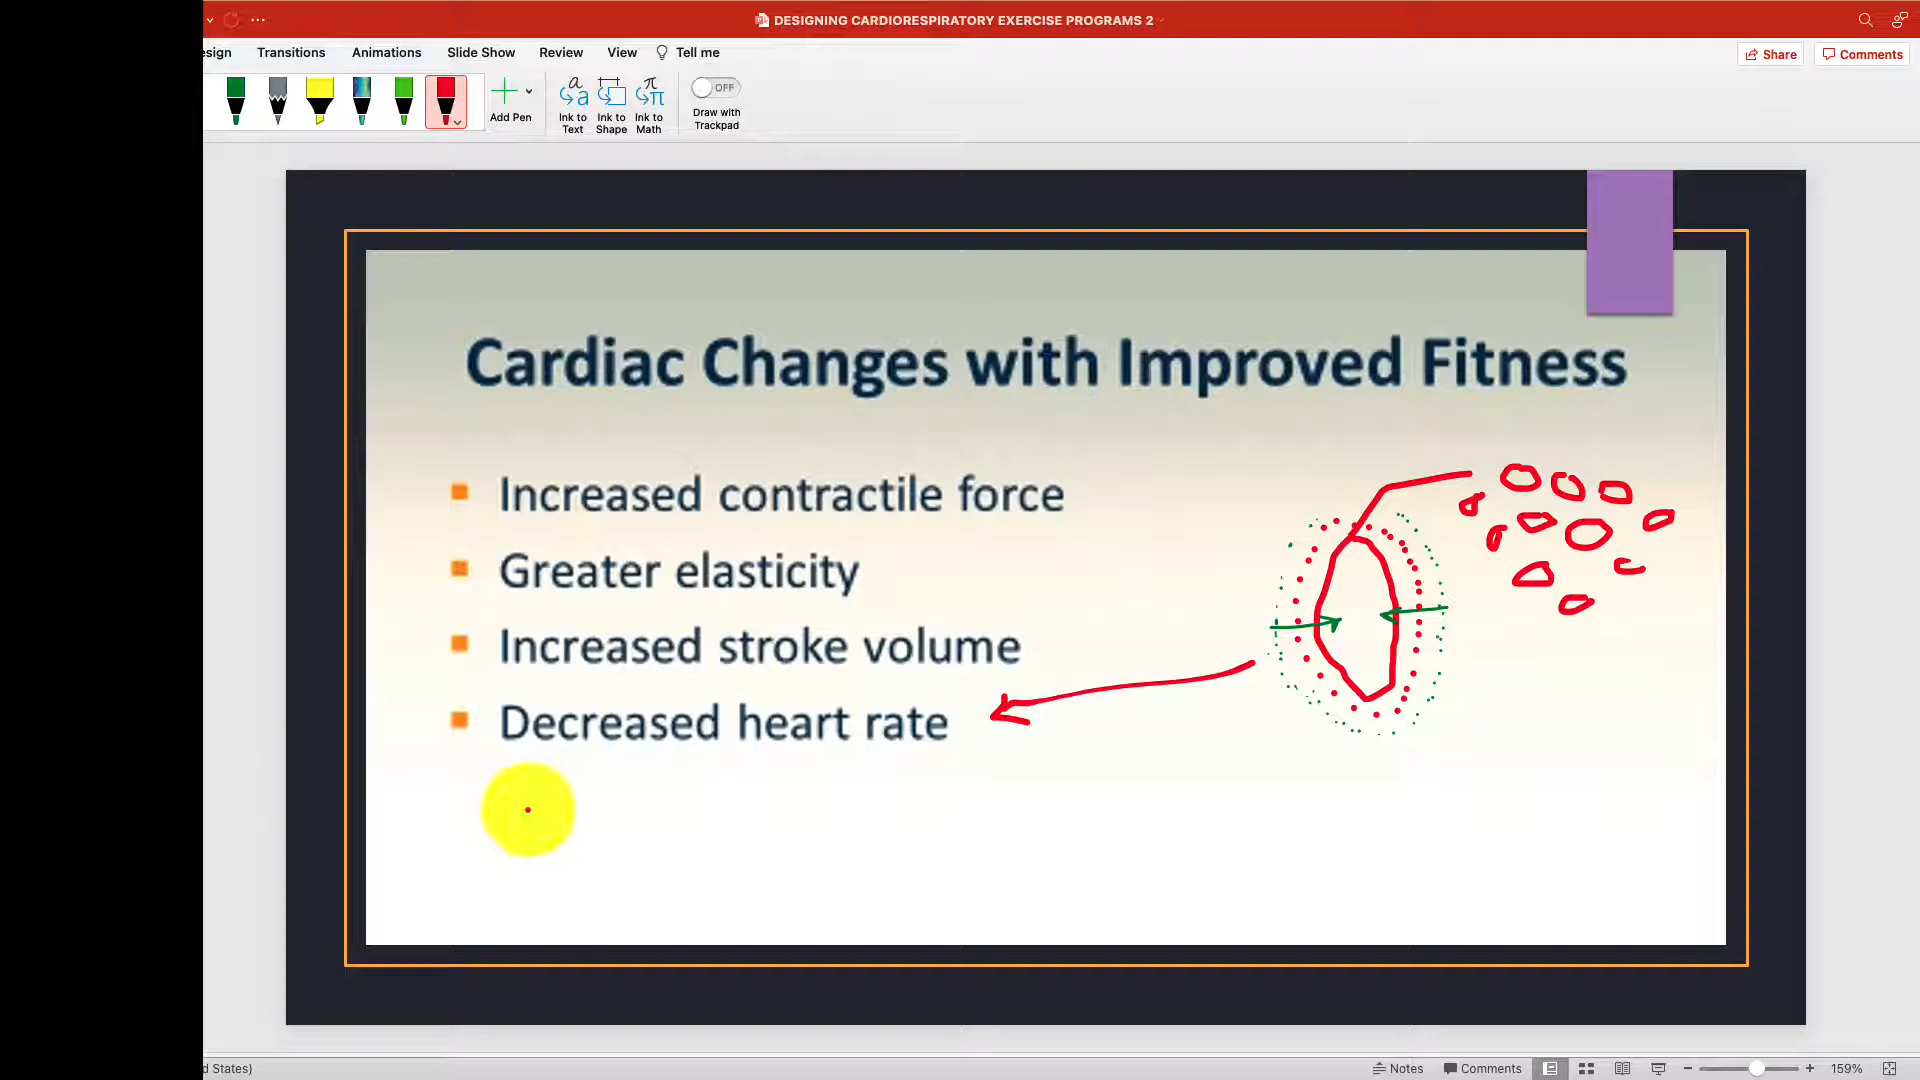 DESIGNING CARDIORESPIRATORY EXERCISE PROGRAMS 2
esign Transitions Animations Slide Show Review View Tell me
Share Comments
Add Pen
Ink to Text
Ink to Shape
Ink to Math
OFF
Draw with Trackpad
Cardiac Changes with Improved Fitness
Increased contractile force
Greater elasticity
Increased stroke volume
Decreased heart rate
d States)
Notes Comments 159%